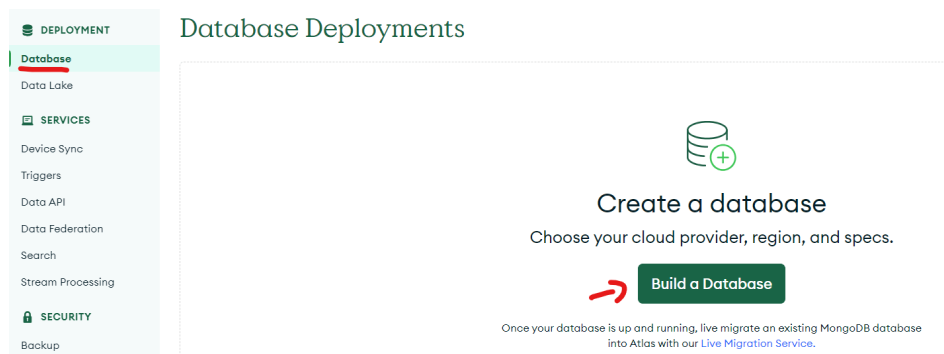 DEPLOYMENT
Database
Data Lake
SERVICES
Device Sync
Triggers
Data API
Data Federation
Search
Stream Processing
SECURITY
Backup
Database Deployments
Create a database
Choose your cloud provider, region, and specs.
Build a Database
Once your database is up and running, live migrate an existing MongoDB database
into Atlas with our Live Migration Service.